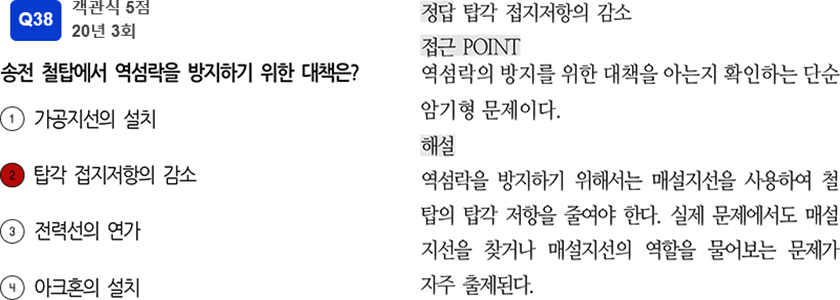 Q38
객관식 5점
20년 3회
송전 철탑에서 역섬락을 방지하기 위한 대책은?
1 가공지선의 설치
2 탑각 접지저항의 감소
3 전력선의 연가
4 아크혼의 설치
정답 탑각 접지저항의 감소
접근 POINT
역섬락의 방지를 위한 대책을 아는지 확인하는 단순
암기형 문제이다.
해설
역섬락을 방지하기 위해서는 매설지선을 사용하여 철
탑의 탑각 저항을 줄여야 한다. 실제 문제에서도 매설
지선을 찾거나 매설지선의 역할을 물어보는 문제가
자주 출제된다.